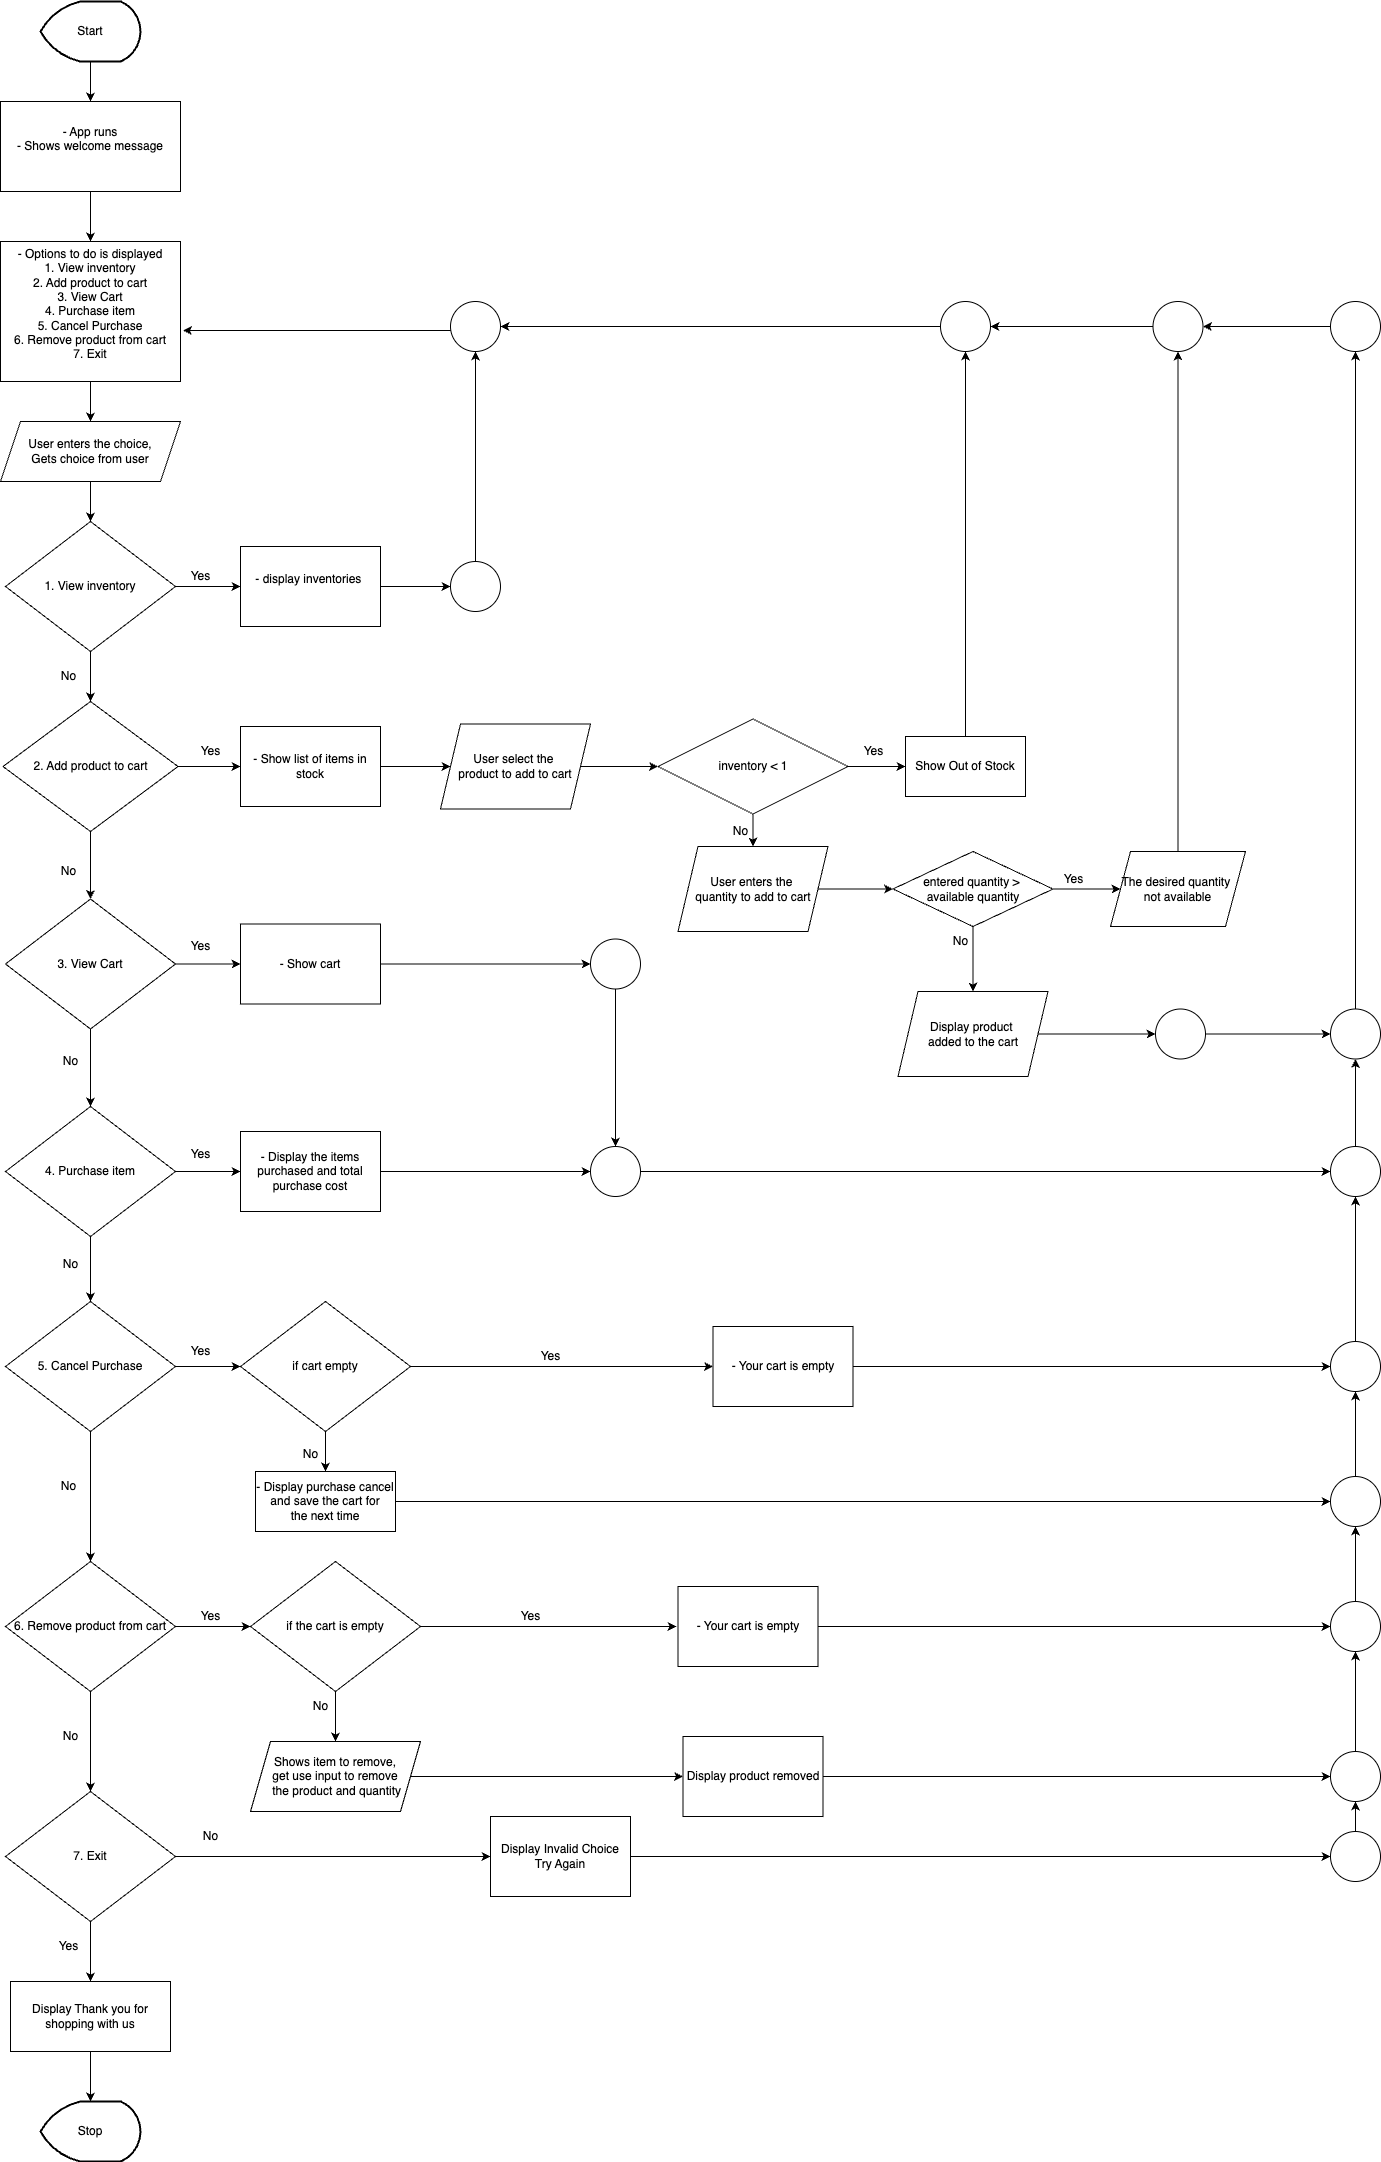 Start
- App runs
- Shows welcome message
- Options to do is displayed
1. View inventory
2. Add product to cart
3. View Cart
4. Purchase item
5. Cancel Purchase
6. Remove product from cart
7. Exit
User enters the choice,
Gets choice from user
1. View inventory
Yes
- display inventories
No
2. Add product to cart
Yes
- Show list of items in
stock
User select the
product to add to cart
inventory < 1
Yes
Show Out of Stock
No
User enters the
quantity to add to cart
entered quantity >
available quantity
Yes
The desired quantity
not available
No
Display product
added to the cart
No
3. View Cart
Yes
- Show cart
No
4. Purchase item
Yes
- Display the items
purchased and total
purchase cost
No
5. Cancel Purchase
Yes
if cart empty
Yes
- Your cart is empty
No
- Display purchase cancel
and save the cart for
the next time
No
6. Remove product from cart
Yes
if the cart is empty
Yes
- Your cart is empty
No
Shows item to remove,
get use input to remove
the product and quantity
Display product removed
No
7. Exit
No
Display Invalid Choice
Try Again
Yes
Display Thank you for
shopping with us
Stop